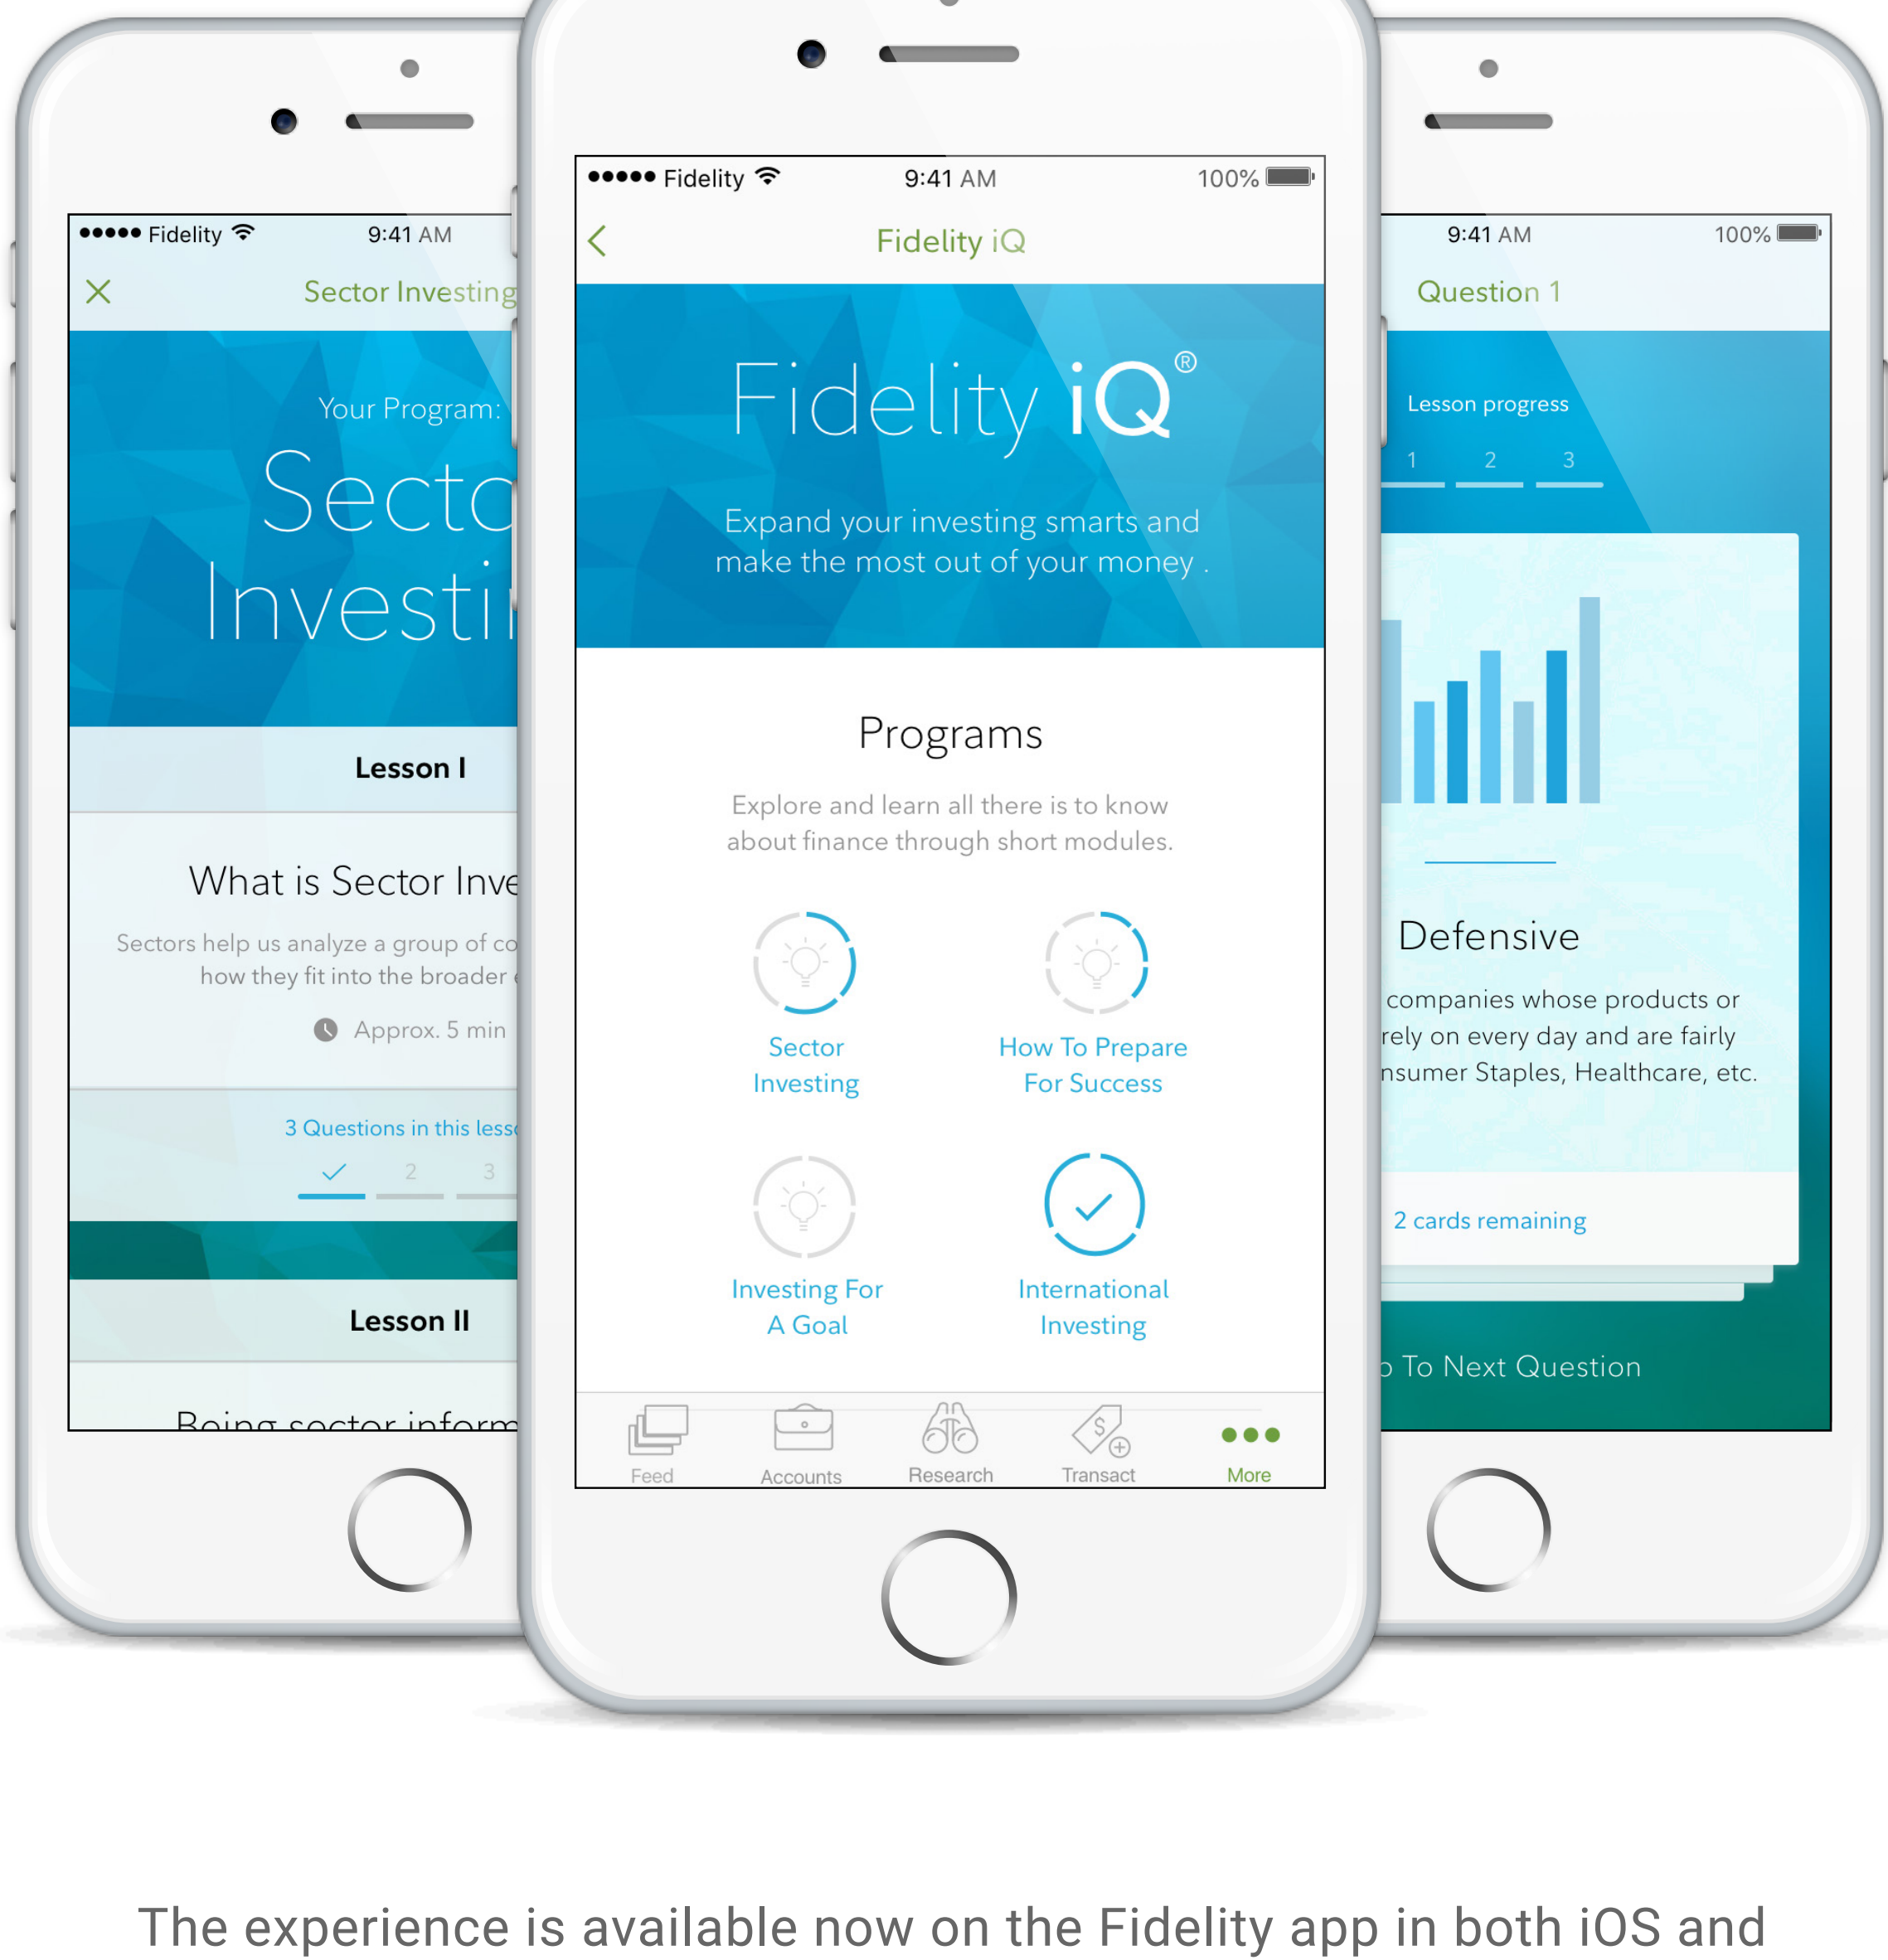 Fidelity
9:41 AM
Sector Investing
Your Program:
Lesson I
What is Sector
Sectors help us analyze a group of
how they fit into the broader
Approx. 5 min
3 Questions in this
2 3
Lesson II
Being sector
Fidelity
9:41 AM
100%
Fidelity iQ
Fidelity iQ®
Expand your investing smarts and
make the most out of your money .
Programs
Explore and learn all there is to know
about finance through short modules.
Sector
Investing
How To Prepare
For Success
Investing For
A Goal
International
Investing
Feed
Accounts
Research
Transact
More
9:41 AM
100%
Question 1
Lesson progress
1 2 3
Defensive
companies whose products or
rely on every day and are fairly
Staples, Healthcare, etc.
2 cards remaining
To Next Question
The experience is available now on the Fidelity app in both iOS and